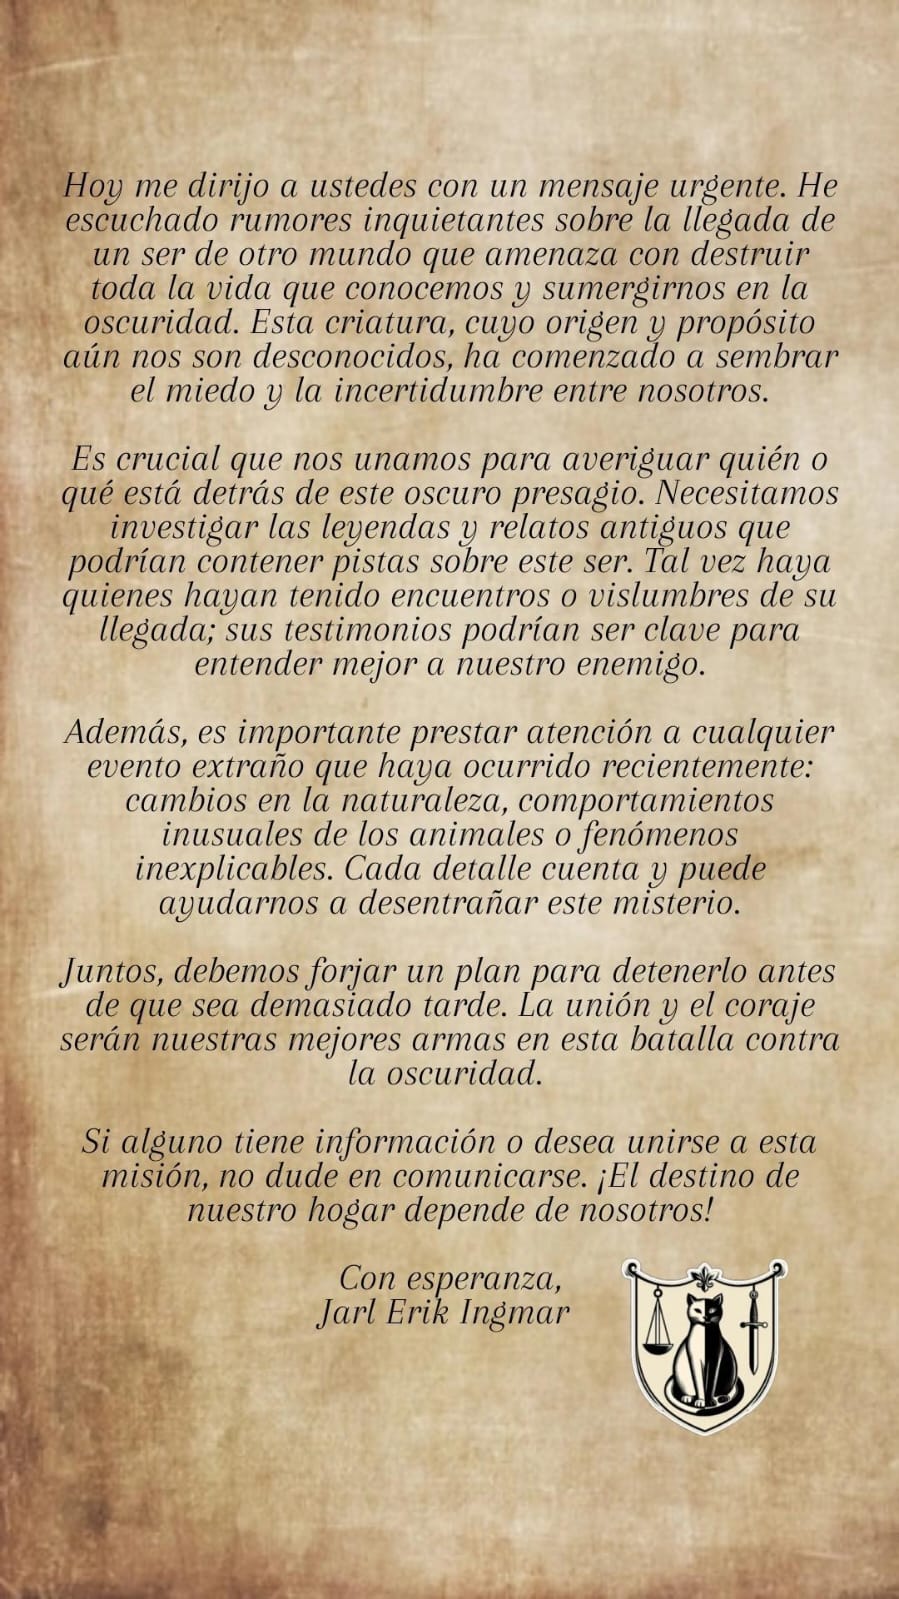 Hoy me dirijo a ustedes con un mensaje urgente. He
escuchado rumores inquietantes sobre la llegada de
un ser de otro mundo que amenaza con destruir
toda la vida que conocemos y sumergirnos en la
oscuridad. Esta criatura, cuyo origen y propósito
aún nos son desconocidos, ha comenzado a sembrar
el miedo y la incertidumbre entre nosotros.
Es crucial que nos unamos para averiguar quién o
qué está detrás de este oscuro presagio. Necesitamos
investigar las leyendas y relatos antiguos que
podrían contener pistas sobre este ser. Tal vez haya
quienes hayan tenido encuentros o vislumbres de su
llegada; sus testimonios podrían ser clave para
entender mejor a nuestro enemigo.
Además, es importante prestar atención a cualquier
evento extraño que haya ocurrido recientemente:
cambios en la naturaleza, comportamientos
inusuales de los animales o fenómenos
inexplicables. Cada detalle cuenta y puede
ayudarnos a desentrañar este misterio.
Juntos, debemos forjar un plan para detenerlo antes
de que sea demasiado tarde. La unión y el coraje
serán nuestras mejores armas en esta batalla contra
la oscuridad.
Si alguno tiene información o desea unirse a esta
misión, no dude en comunicarse. ¡El destino de
nuestro hogar depende de nosotros!
Con esperanza,
Jarl Erik Ingmar